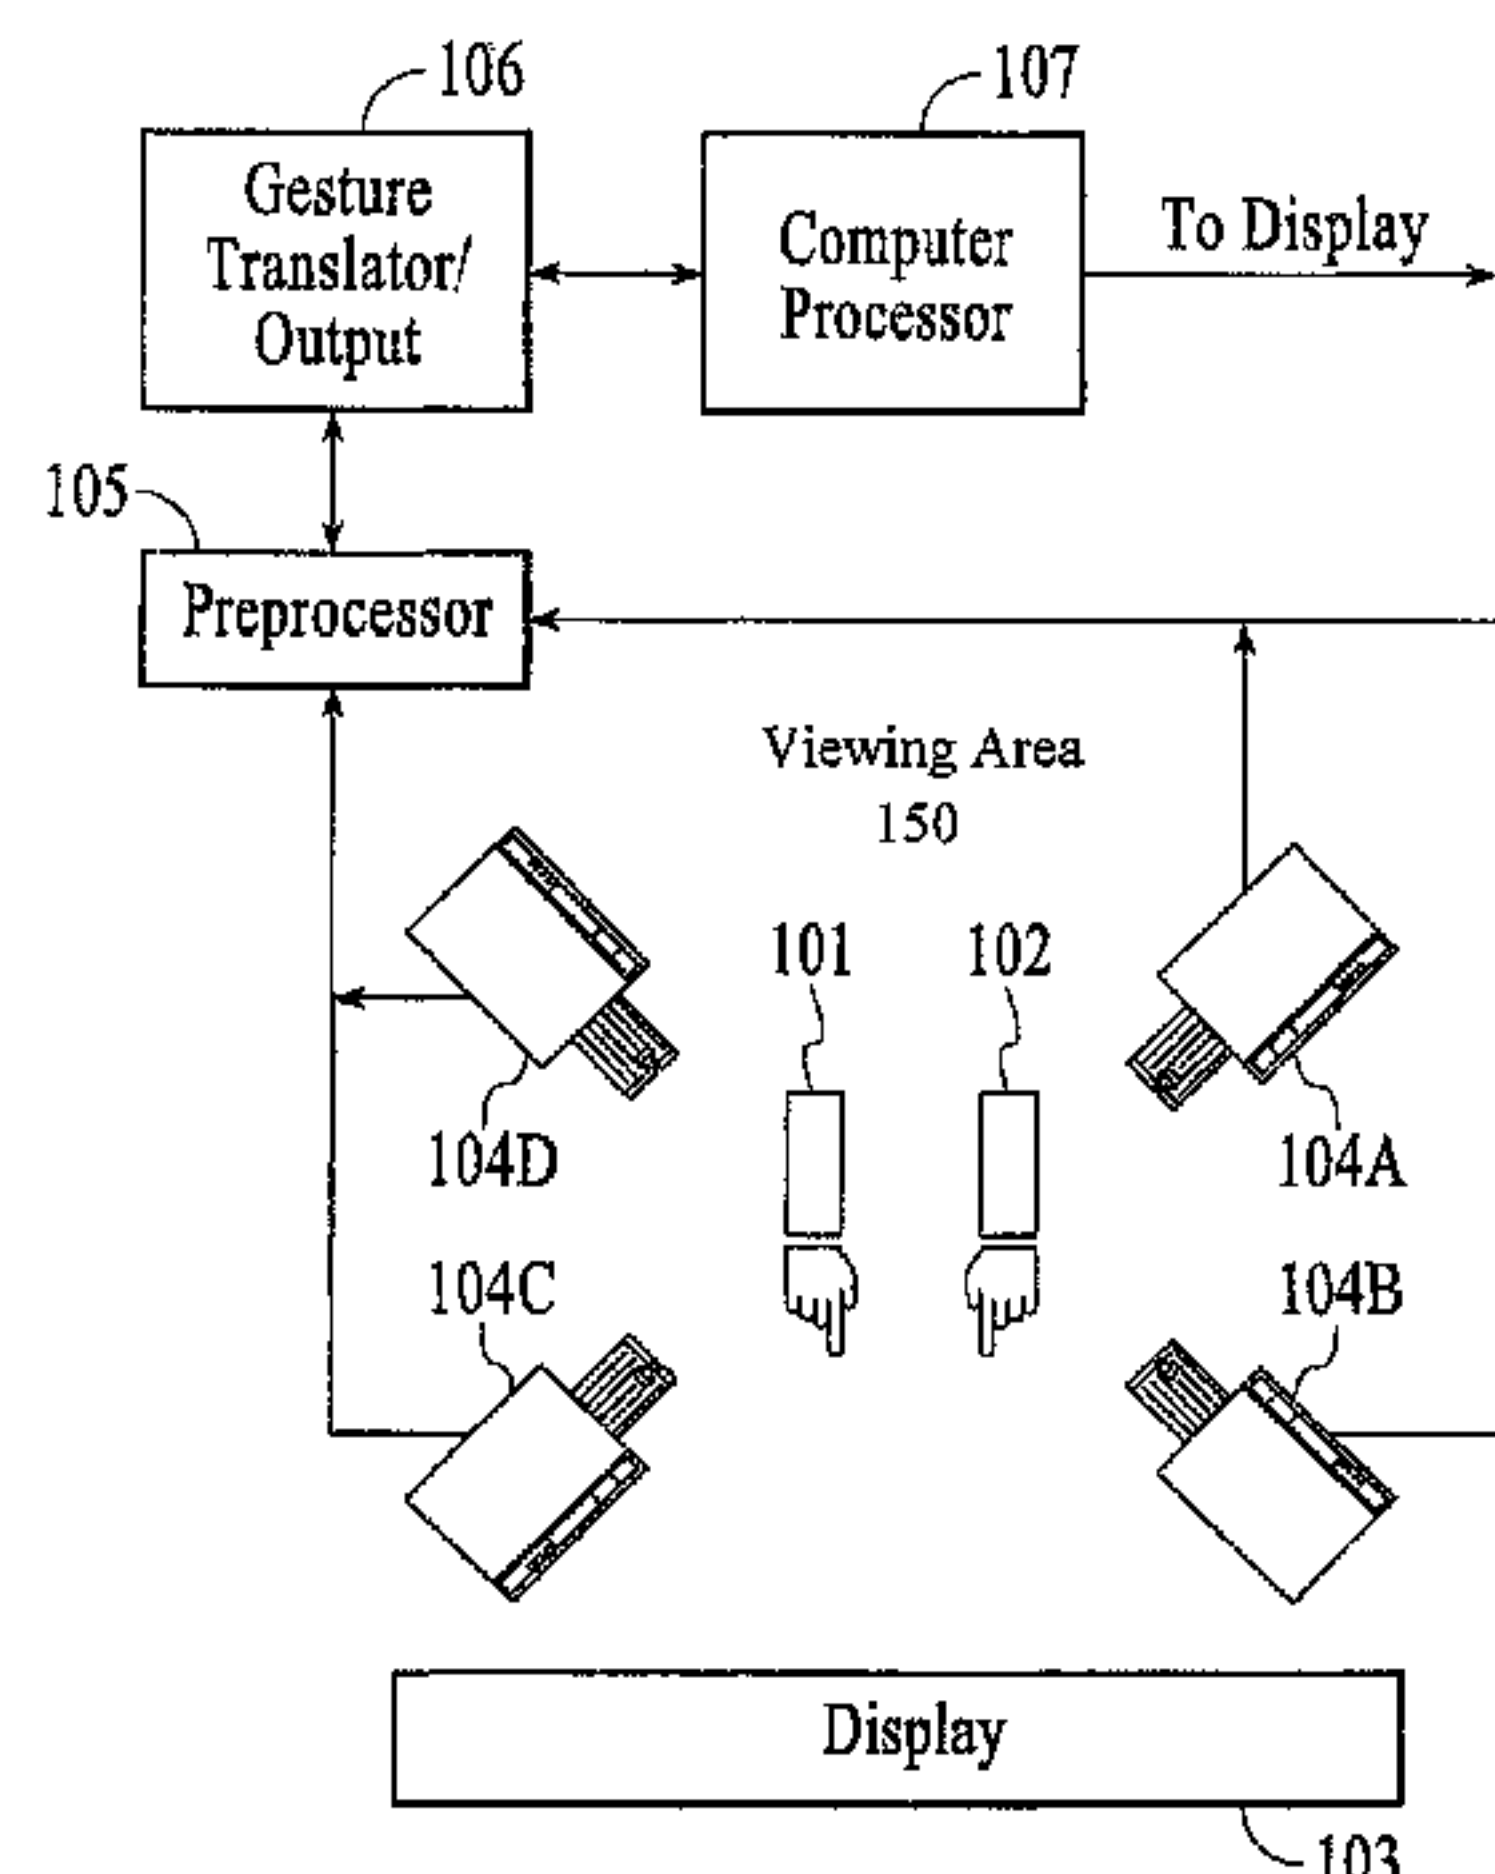 106
107
Gesture
Translator/
Output
Computer
Processor
To Display
105
Preprocessor
Viewing Area
150
101
102
104D
104A
104C
104B
Display
103